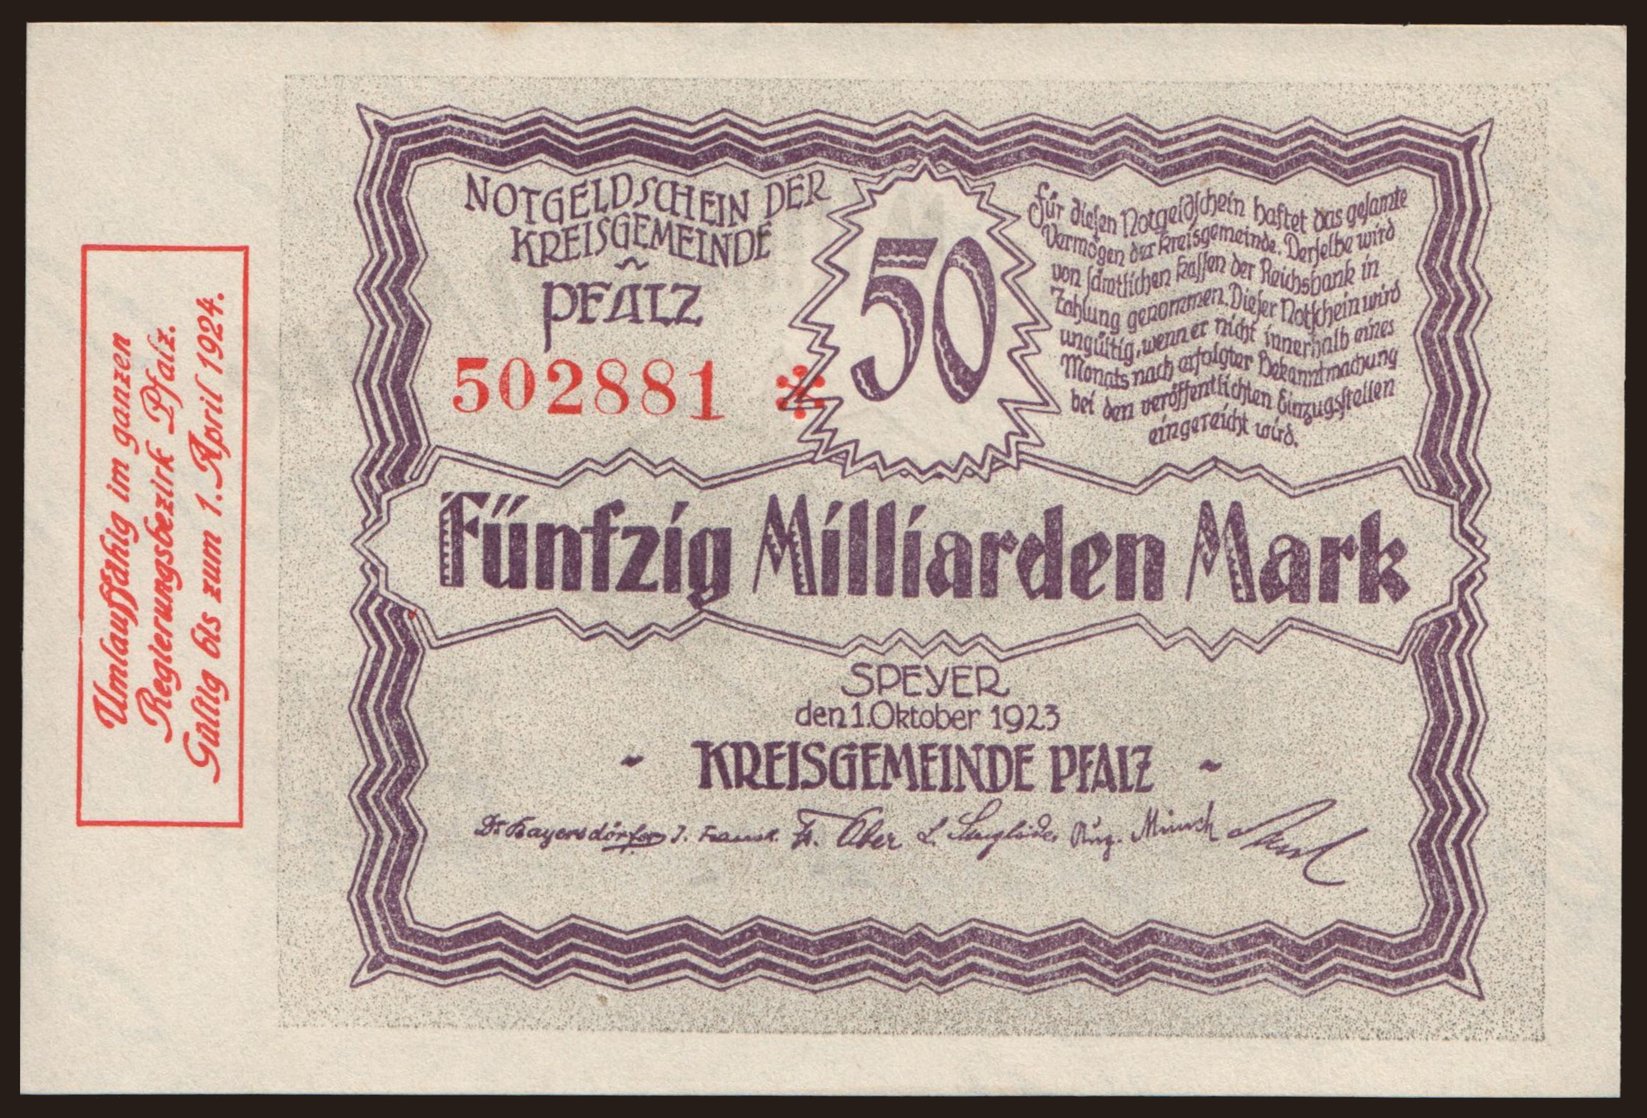 Umlauffähig im ganzen
Regierungsbezirk Pfalz.
Gültig bis zum 1. April 1924.
NOTGELDSCHEIN DER
KREISGEMEINDE
PFALZ
502881 *
50
Für diesen Notgeldschein haftet das gesamte
Vermögen der Kreisgemeinde. Derselbe wird
von sämtlichen Kassen der Reichsbank in
Zahlung genommen. Dieser Notschein wird
ungültig, wenn er nicht innerhalb eines
Monats nach erfolgter Bekanntmachung
bei den veröffentlichten Einzugsstellen
eingereicht wird.
Fünfzig Milliarden Mark
SPEYER
den 1. Oktober 1923
- KREISGEMEINDE PFALZ -
Dr. Bayersdörfer J. Münch